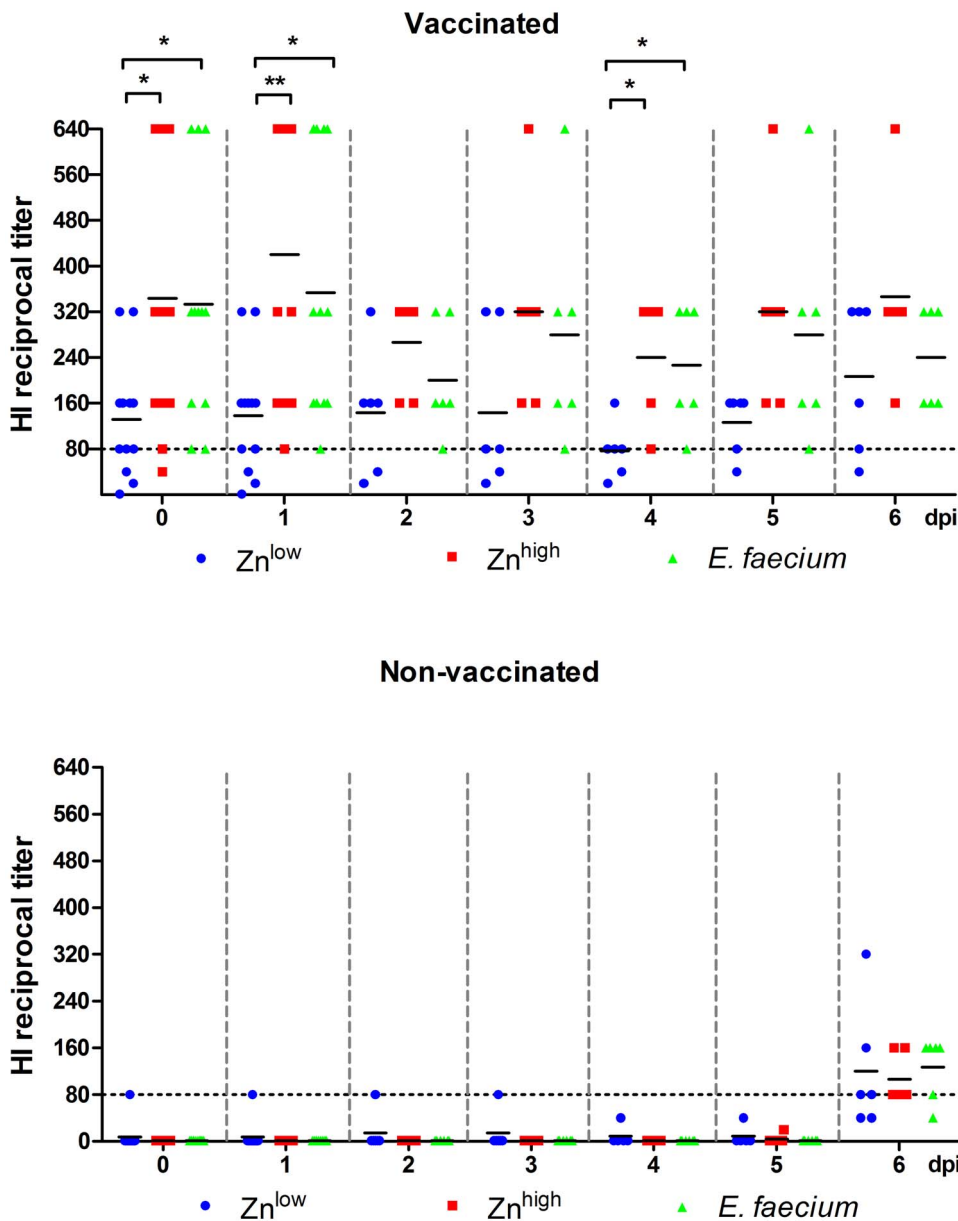 Vaccinated
* *
* ** *
*
640
560
480
400
320
240
160
80
HI reciprocal titer
0 1 2 3 4 5 6 dpi
Zn^low Zn^high E. faecium
Non-vaccinated
640
560
480
400
320
240
160
80
0
HI reciprocal titer
0 1 2 3 4 5 6 dpi
Zn^low Zn^high E. faecium